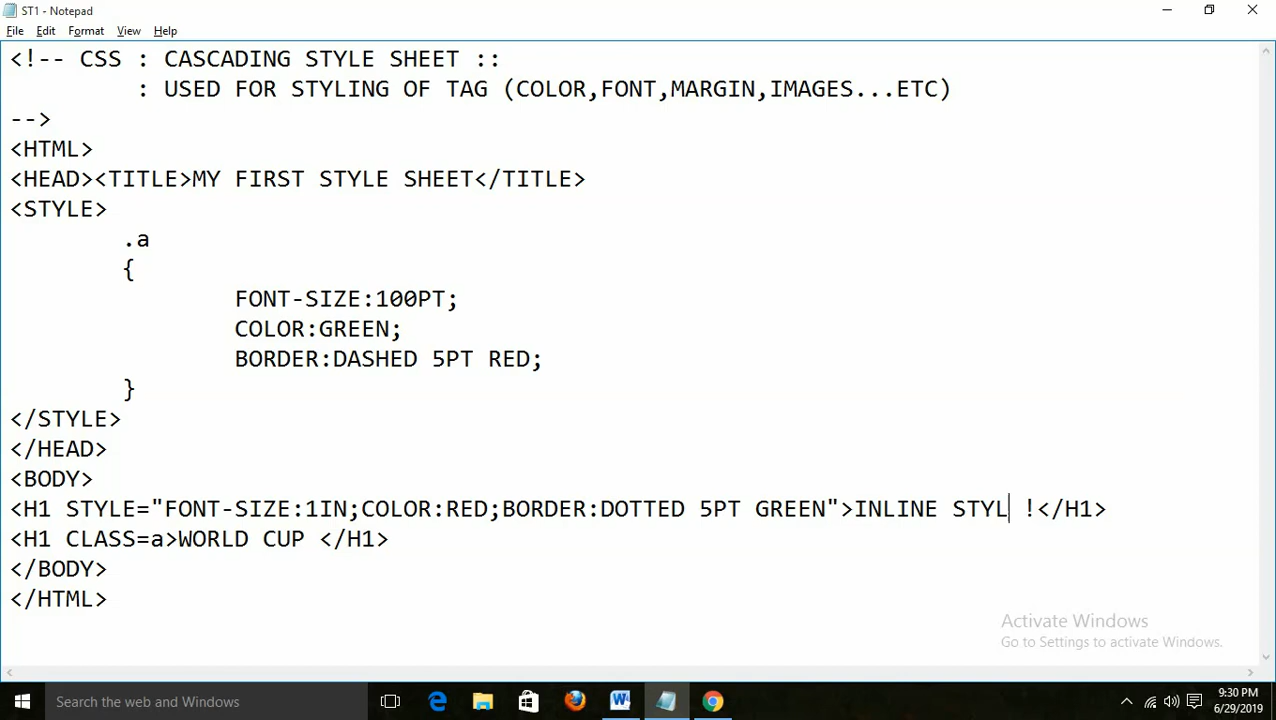 ST1 - Notepad
File Edit Format View Help
<!-- CSS : CASCADING STYLE SHEET ::
: USED FOR STYLING OF TAG (COLOR,FONT,MARGIN,IMAGES...ETC)
-->
<HTML>
<HEAD><TITLE>MY FIRST STYLE SHEET</TITLE>
<STYLE>
.a
{
FONT-SIZE:100PT;
COLOR:GREEN;
BORDER:DASHED 5PT RED;
}
</STYLE>
</HEAD>
<BODY>
<H1 STYLE="FONT-SIZE:1IN;COLOR:RED;BORDER:DOTTED 5PT GREEN">INLINE STYL !</H1>
<H1 CLASS=a>WORLD CUP </H1>
</BODY>
</HTML>
Activate Windows
Go to Settings to activate Windows.
Search the web and Windows
9:30 PM
6/29/2019